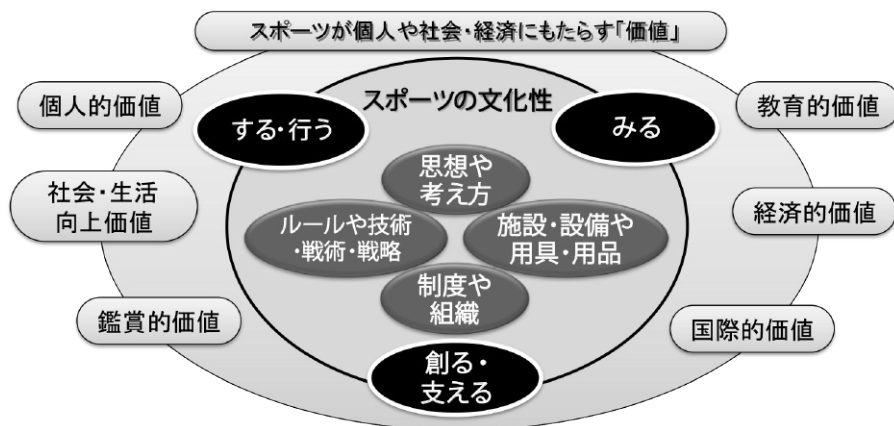 スポーツが個人や社会・経済にもたらす「価値」
スポーツの文化性
個人的価値
する・行う
みる
教育的価値
思想や
考え方
社会・生活
向上価値
ルールや技術
・戦術・戦略
施設・設備や
用具・用品
経済的価値
制度や
組織
鑑賞的価値
国際的価値
創る・
支える